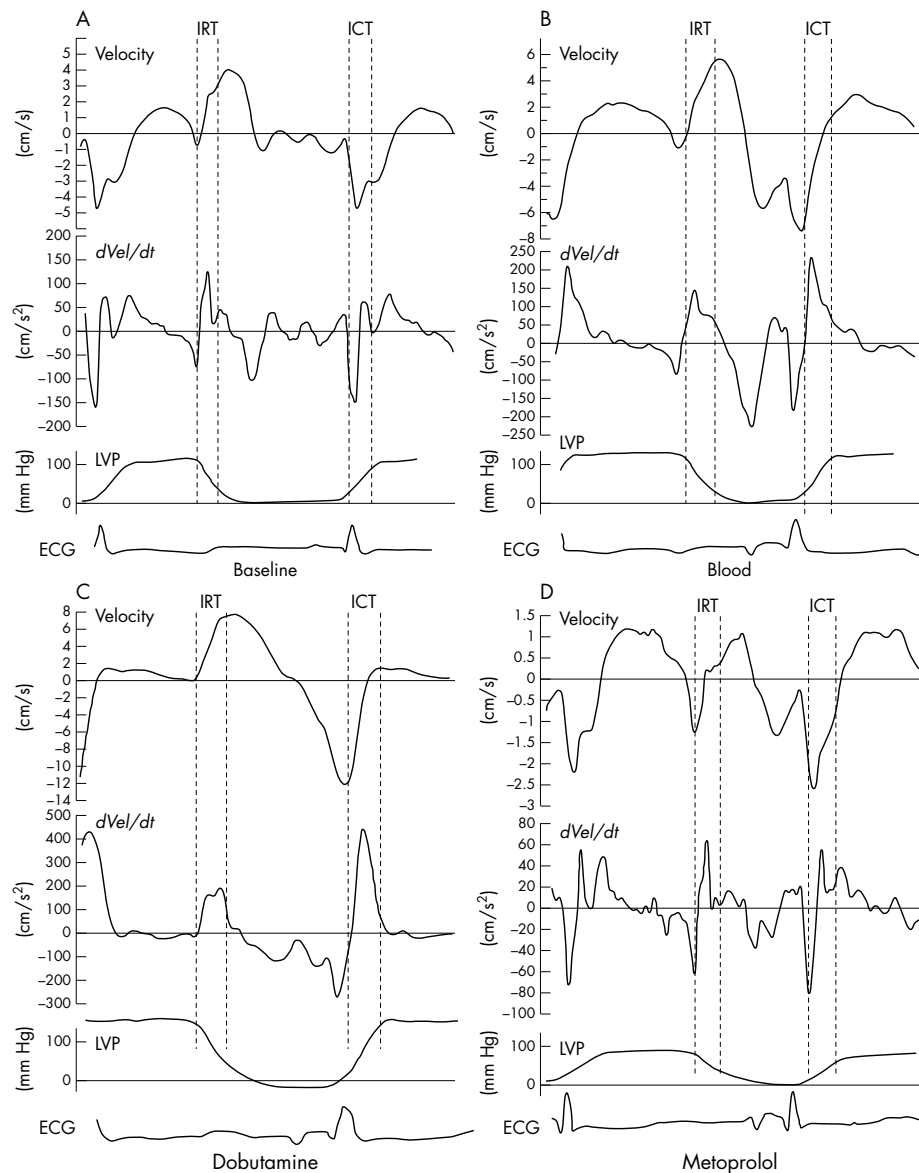 A
IRT
ICT
Velocity
5
4
3
2
1
0
–1
–2
–3
–4
–5
(cm/s)
dVel/dt
200
150
100
50
0
–50
–100
–150
–200
(cm/s²)
LVP
100
0
(mm Hg)
ECG
Baseline
B
IRT
ICT
Velocity
6
4
2
0
–2
–4
–6
–8
(cm/s)
dVel/dt
250
200
150
100
50
0
–50
–100
–150
–200
250
(cm/s²)
LVP
100
0
(mm Hg)
ECG
Blood
C
IRT
ICT
Velocity
8
6
4
2
0
–2
–4
–6
–8
–10
–12
–14
(cm/s)
dVel/dt
500
400
300
200
100
0
–100
–200
–300
(cm/s²)
LVP
100
0
(mm Hg)
ECG
Dobutamine
D
IRT
ICT
Velocity
1.5
1
0.5
0
–0.5
–1
–1.5
–2
–2.5
–3
(cm/s)
dVel/dt
80
60
40
20
0
–20
–40
–60
–80
–100
(cm/s²)
LVP
100
0
(mm Hg)
ECG
Metoprolol